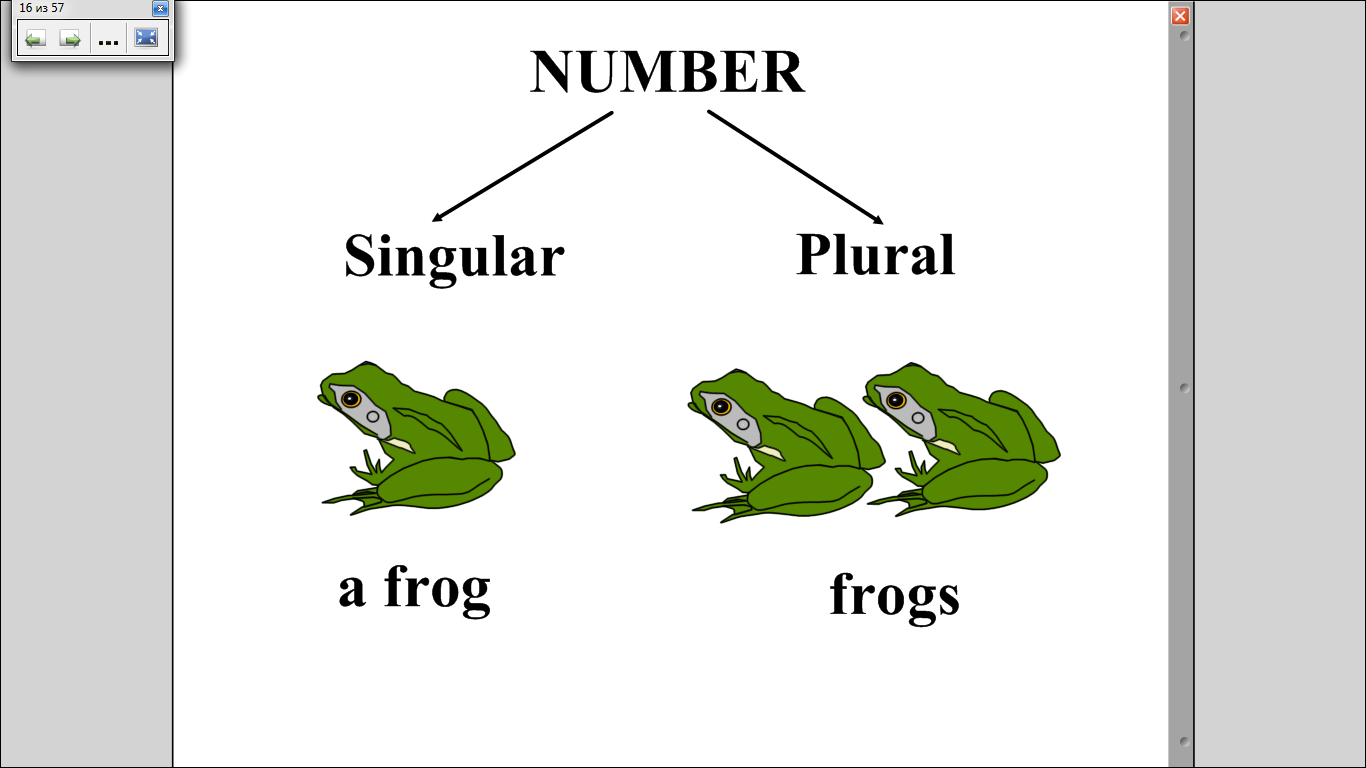 16 из 57
NUMBER
Singular Plural
a frog frogs